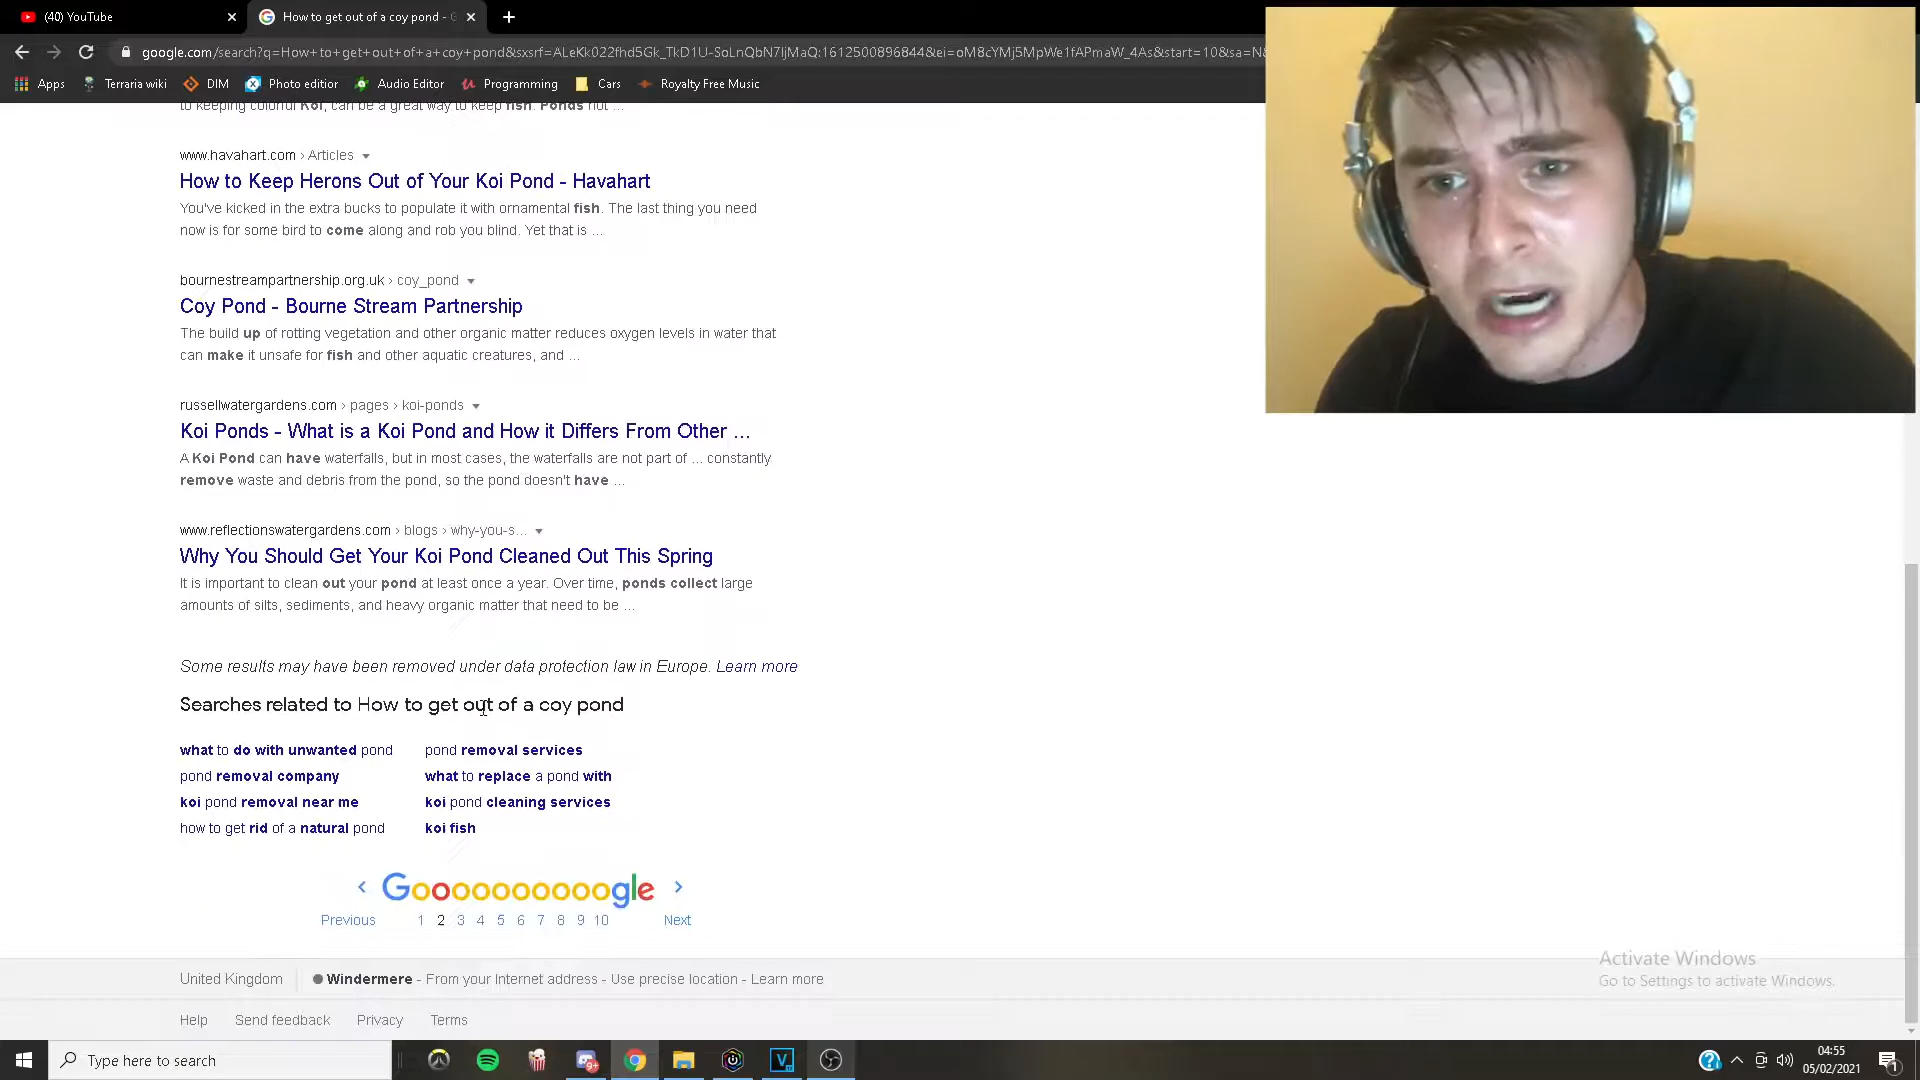 (40) YouTube
How to get out of a coy pond - G
google.com/search?q=How+to+get+out+of+a+coy+pond&sxsrf=ALeKk022fhd5Gk_TkD1U-SoLnQbN7IjMaQ:1612500896844&ei=oM8cYMj5MpWe1fAPmaW_4As&start=10&sa=N&
Apps
Terraria wiki
DIM
Photo editior
Audio Editor
Programming
Cars
Royalty Free Music
to keeping colorful Koi, can be a great way to keep fish. Ponds not ...
www.havahart.com › Articles
How to Keep Herons Out of Your Koi Pond - Havahart
You've kicked in the extra bucks to populate it with ornamental fish. The last thing you need
now is for some bird to come along and rob you blind. Yet that is ...
bournestreampartnership.org.uk › coy_pond
Coy Pond - Bourne Stream Partnership
The build up of rotting vegetation and other organic matter reduces oxygen levels in water that
can make it unsafe for fish and other aquatic creatures, and ...
russellwatergardens.com › pages › koi-ponds
Koi Ponds - What is a Koi Pond and How it Differs From Other ...
A Koi Pond can have waterfalls, but in most cases, the waterfalls are not part of ... constantly
remove waste and debris from the pond, so the pond doesn't have ...
www.reflectionswatergardens.com › blogs › why-you-s...
Why You Should Get Your Koi Pond Cleaned Out This Spring
It is important to clean out your pond at least once a year. Over time, ponds collect large
amounts of silts, sediments, and heavy organic matter that need to be ...
Some results may have been removed under data protection law in Europe. Learn more
Searches related to How to get out of a coy pond
what to do with unwanted pond
pond removal services
pond removal company
what to replace a pond with
koi pond removal near me
koi pond cleaning services
how to get rid of a natural pond
koi fish
Goooooooooogle
Previous 1 2 3 4 5 6 7 8 9 10 Next
United Kingdom
Windermere - From your Internet address - Use precise location - Learn more
Help Send feedback Privacy Terms
Activate Windows
Go to Settings to activate Windows.
Type here to search
9+
V
04:55
05/02/2021
1